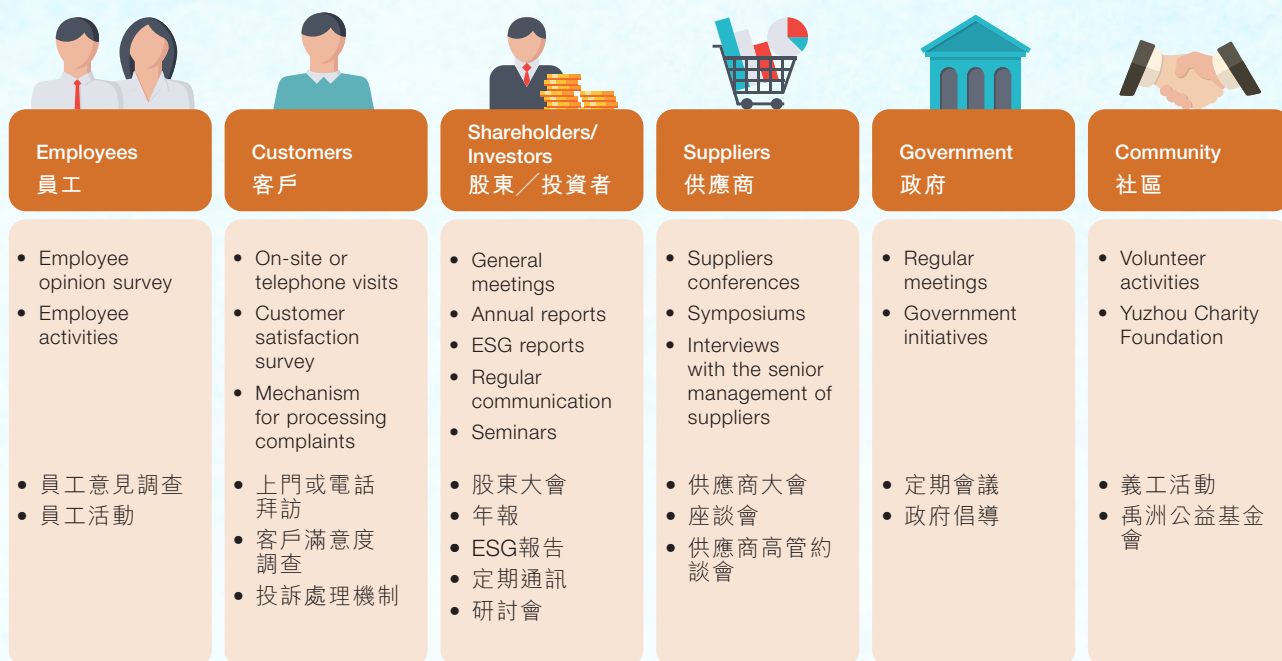 Employees
員工
Customers
客戶
Shareholders/
Investors
股東／投資者
Suppliers
供應商
Government
政府
Community
社區
• Employee
opinion survey
• Employee
activities
• 員工意見調查
• 員工活動
• On-site or
telephone visits
• Customer
satisfaction
survey
• Mechanism
for processing
complaints
• 上門或電話
拜訪
• 客戶滿意度
調查
• 投訴處理機制
• General
meetings
• Annual reports
• ESG reports
• Regular
communication
• Seminars
• 股東大會
• 年報
• ESG報告
• 定期通訊
• 研討會
• Suppliers
conferences
• Symposiums
• Interviews
with the senior
management of
suppliers
• 供應商大會
• 座談會
• 供應商高管約
談會
• Regular
meetings
• Government
initiatives
• 定期會議
• 政府倡導
• Volunteer
activities
• Yuzhou Charity
Foundation
• 義工活動
• 禹洲公益基金
會